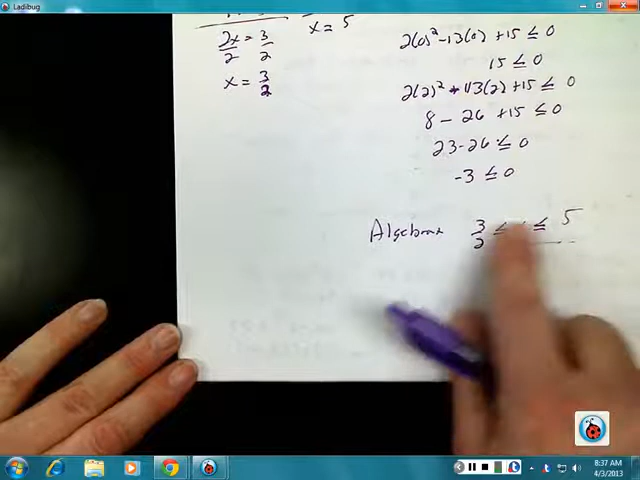 Ladibug
2x = 3
2 2
x = 3
2
x = 5
2(0)² -13(0) +15 ≤ 0
15 ≤ 0
2(2)² - 13(2) +15 ≤ 0
8 - 26 +15 ≤ 0
23-26 ≤ 0
-3 ≤ 0
3 ≤ ≤ 5
2
8:37 AM
4/3/2013